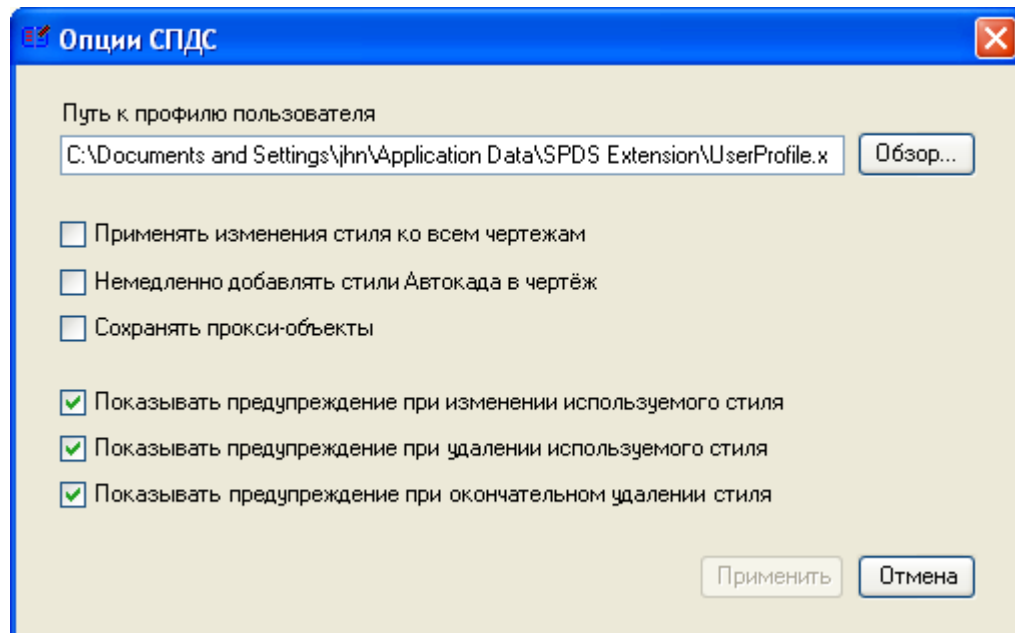 Опции СПДС
Путь к профилю пользователя
C:\Documents and Settings\jhn\Application Data\SPDS Extension\UserProfile.x
Обзор...
Применять изменения стиля ко всем чертежам
Немедленно добавлять стили Автокада в чертёж
Сохранять прокси-объекты
Показывать предупреждение при изменении используемого стиля
Показывать предупреждение при удалении используемого стиля
Показывать предупреждение при окончательном удалении стиля
Применить
Отмена